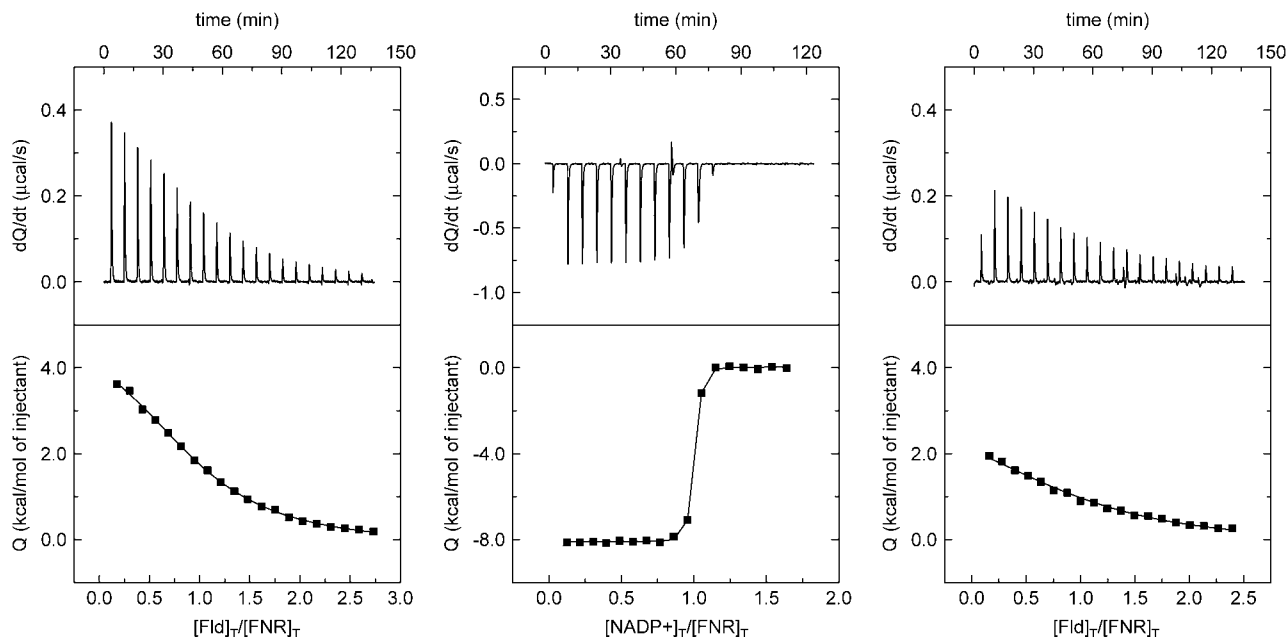 time (min)
0 30 60 90 120 150
dQ/dt (μcal/s)
0.4
0.2
0.0
Q (kcal/mol of injectant)
4.0
2.0
0.0
0.0 0.5 1.0 1.5 2.0 2.5 3.0
[Fld]T/[FNR]T
time (min)
0 30 60 90 120
dQ/dt (μcal/s)
0.5
0.0
-0.5
-1.0
Q (kcal/mol of injectant)
0.0
-4.0
-8.0
0.0 0.5 1.0 1.5 2.0
[NADP+]T/[FNR]T
time (min)
0 30 60 90 120 150
dQ/dt (μcal/s)
0.4
0.2
0.0
Q (kcal/mol of injectant)
4.0
2.0
0.0
0.0 0.5 1.0 1.5 2.0 2.5
[Fld]T/[FNR]T